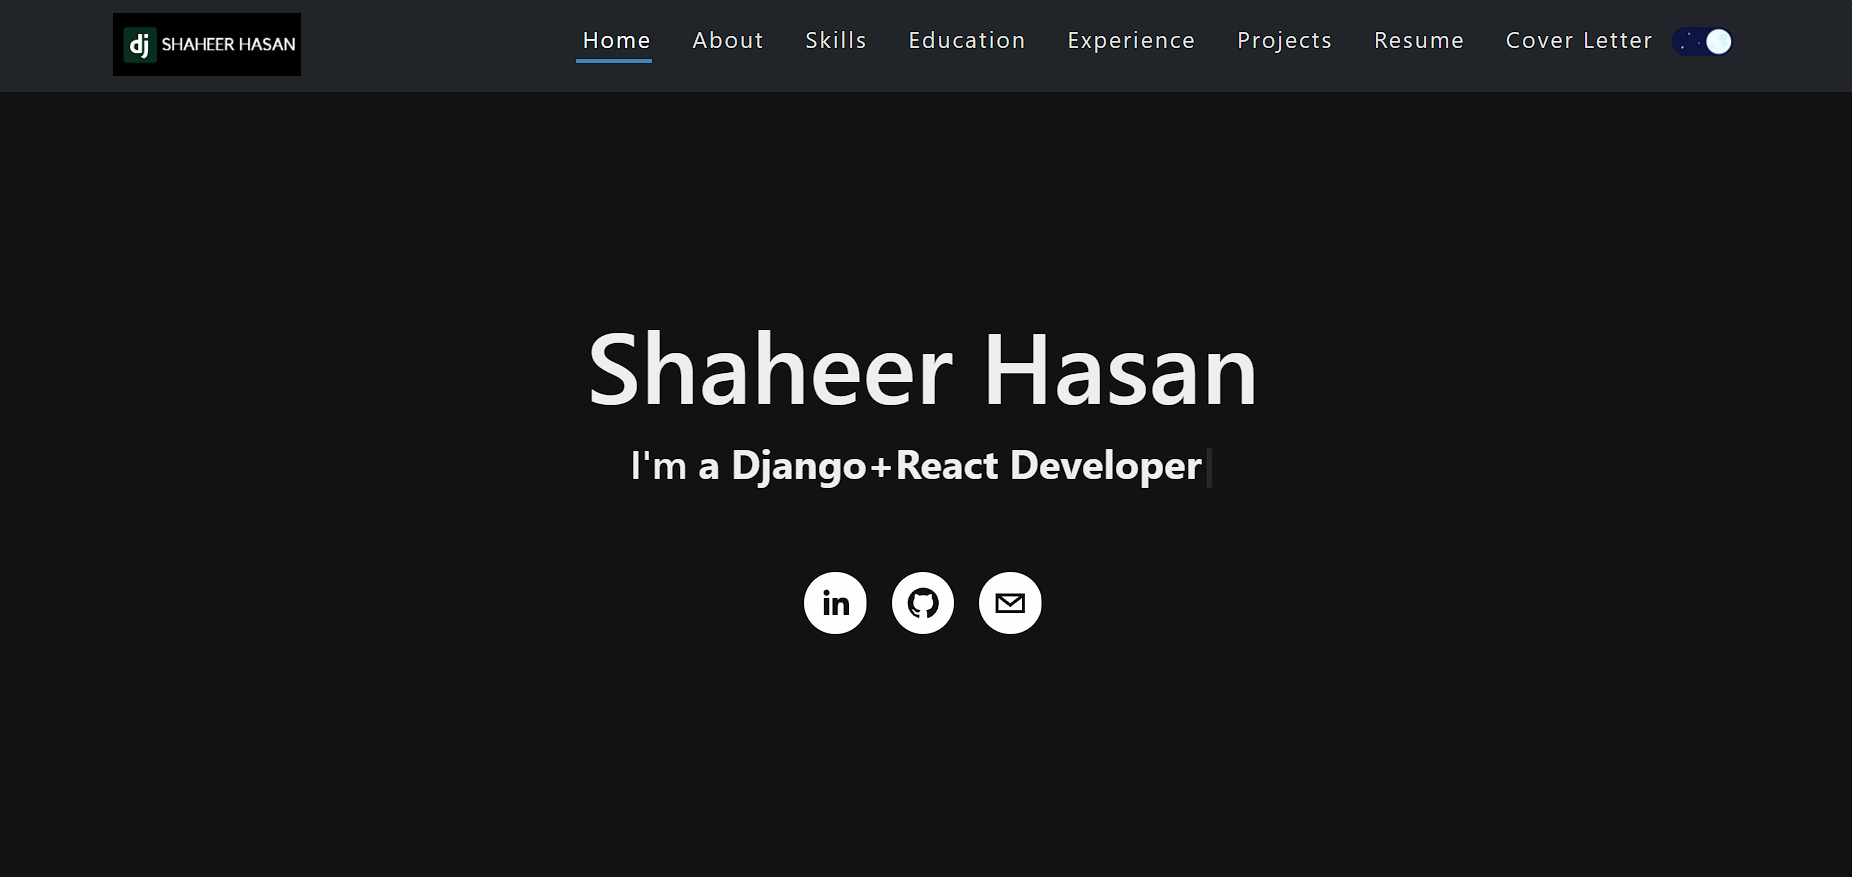 dj SHAHEER HASAN
Home About Skills Education Experience Projects Resume Cover Letter
Shaheer Hasan
I'm a Django+React Developer
in